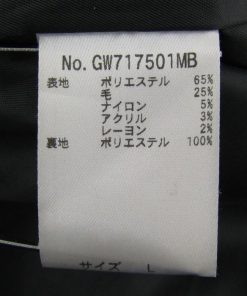 No. GW717501MB
表地 ポリエステル 65%
毛 25%
ナイロン 5%
アクリル 3%
レーヨン 2%
裏地 ポリエステル 100%
サイズ L